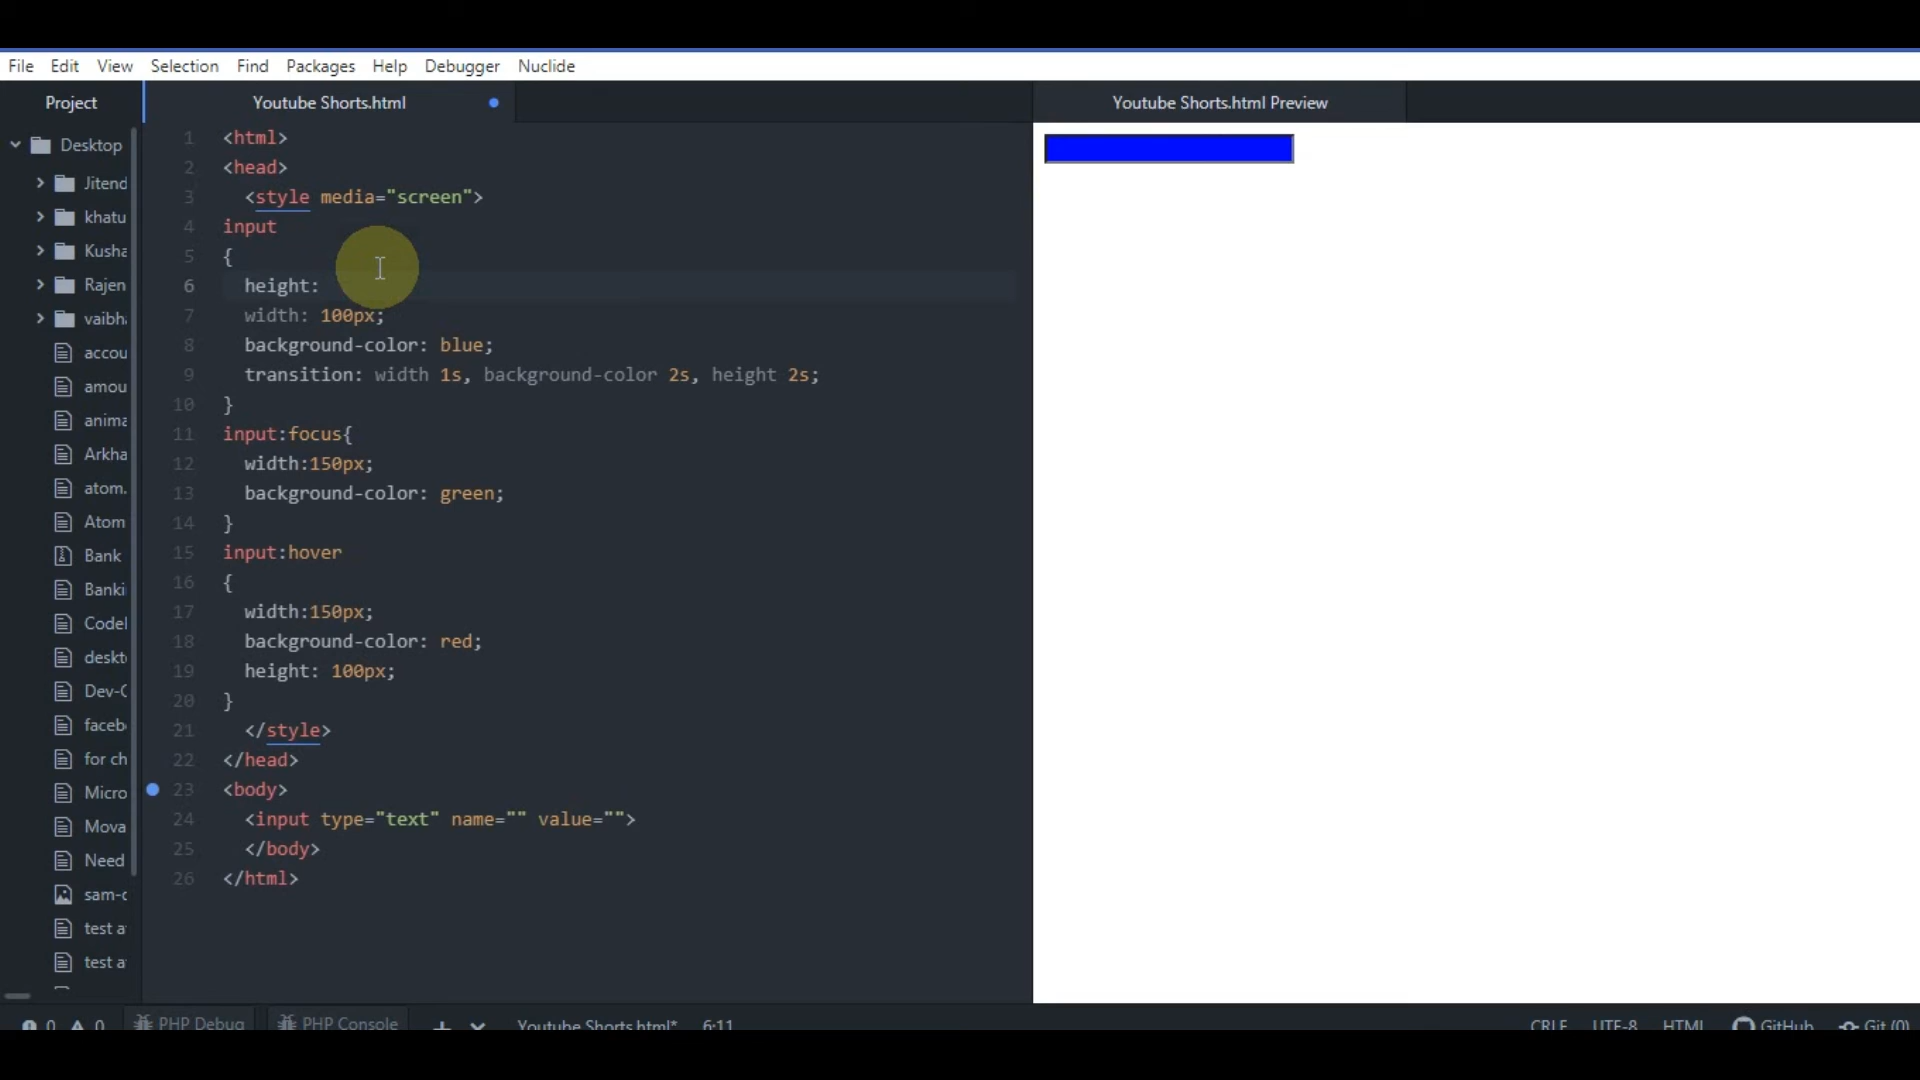 File Edit View Selection Find Packages Help Debugger Nuclide
Project
Youtube Shorts.html
Youtube Shorts.html Preview
Desktop
Jitend
khatu
Kusha
Rajen
vaibh
accou
amou
anima
Arkha
atom.
Atom
Bank
Banki
Codel
deskt
Dev-C
faceb
for ch
Micro
Mova
Need
sam-c
test a
test a
1 <html>
2 <head>
3 <style media="screen">
4 input
5 {
6 height:
7 width: 100px;
8 background-color: blue;
9 transition: width 1s, background-color 2s, height 2s;
10 }
11 input:focus{
12 width:150px;
13 background-color: green;
14 }
15 input:hover
16 {
17 width:150px;
18 background-color: red;
19 height: 100px;
20 }
21 </style>
22 </head>
23 <body>
24 <input type="text" name="" value="">
25 </body>
26 </html>
0 0 PHP Debug PHP Console + Youtube Shorts.html* 6:11 CRLF UTF-8 HTML GitHub Git (0)